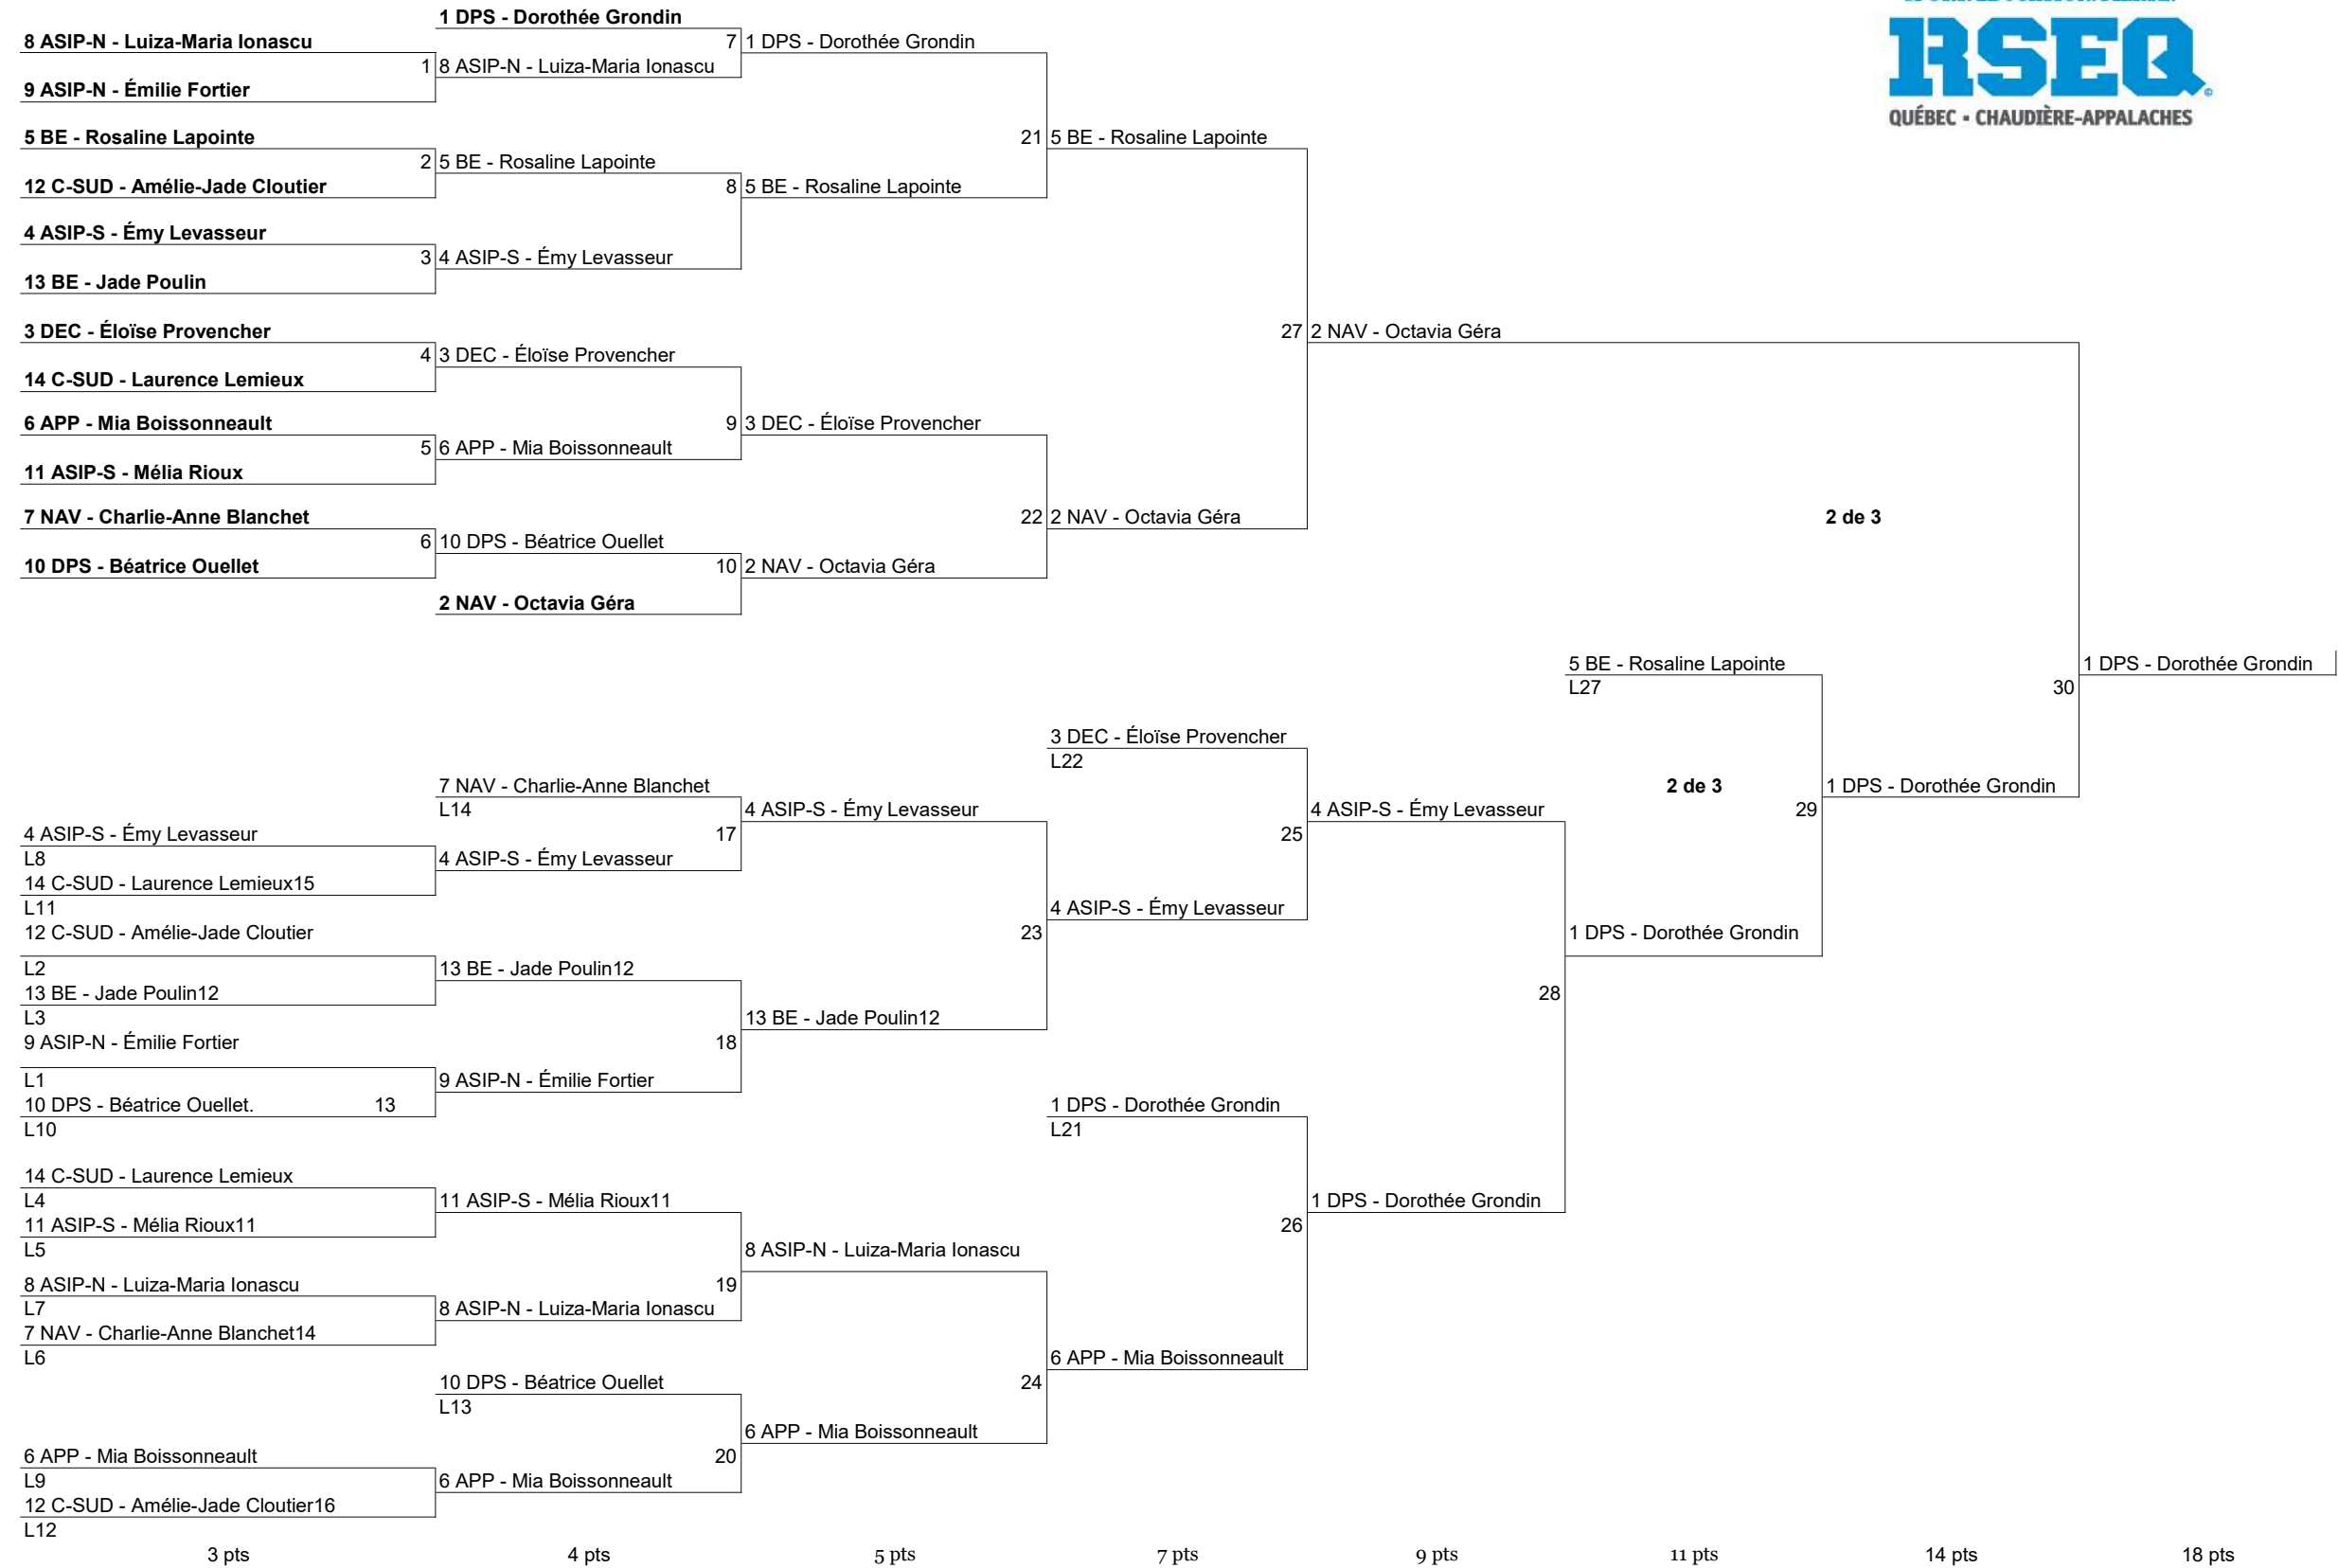 1 DPS - Dorothée Grondin
8 ASIP-N - Luiza-Maria Ionascu
7 1 DPS - Dorothée Grondin
1 8 ASIP-N - Luiza-Maria Ionascu
9 ASIP-N - Émilie Fortier
5 BE - Rosaline Lapointe
21 5 BE - Rosaline Lapointe
2 5 BE - Rosaline Lapointe
12 C-SUD - Amélie-Jade Cloutier
8 5 BE - Rosaline Lapointe
4 ASIP-S - Émy Levasseur
3 4 ASIP-S - Émy Levasseur
13 BE - Jade Poulin
3 DEC - Éloïse Provencher
27 2 NAV - Octavia Géra
4 3 DEC - Éloïse Provencher
14 C-SUD - Laurence Lemieux
6 APP - Mia Boissonneault
9 3 DEC - Éloïse Provencher
5 6 APP - Mia Boissonneault
11 ASIP-S - Mélia Rioux
7 NAV - Charlie-Anne Blanchet
22 2 NAV - Octavia Géra
2 de 3
6 10 DPS - Béatrice Ouellet
10 DPS - Béatrice Ouellet
10 2 NAV - Octavia Géra
2 NAV - Octavia Géra
RSEQ
QUÉBEC - CHAUDIÈRE-APPALACHES
5 BE - Rosaline Lapointe
1 DPS - Dorothée Grondin
L27
30
3 DEC - Éloïse Provencher
L22
7 NAV - Charlie-Anne Blanchet
2 de 3
1 DPS - Dorothée Grondin
L14
4 ASIP-S - Émy Levasseur
4 ASIP-S - Émy Levasseur
29
4 ASIP-S - Émy Levasseur
17
25
L8
4 ASIP-S - Émy Levasseur
14 C-SUD - Laurence Lemieux15
L11
4 ASIP-S - Émy Levasseur
12 C-SUD - Amélie-Jade Cloutier
23
1 DPS - Dorothée Grondin
L2
13 BE - Jade Poulin12
13 BE - Jade Poulin12
28
L3
13 BE - Jade Poulin12
9 ASIP-N - Émilie Fortier
18
L1
9 ASIP-N - Émilie Fortier
10 DPS - Béatrice Ouellet. 13
1 DPS - Dorothée Grondin
L10
L21
14 C-SUD - Laurence Lemieux
L4
11 ASIP-S - Mélia Rioux11
1 DPS - Dorothée Grondin
11 ASIP-S - Mélia Rioux11
26
L5
8 ASIP-N - Luiza-Maria Ionascu
8 ASIP-N - Luiza-Maria Ionascu
19
L7
8 ASIP-N - Luiza-Maria Ionascu
7 NAV - Charlie-Anne Blanchet14
L6
6 APP - Mia Boissonneault
10 DPS - Béatrice Ouellet
24
L13
6 APP - Mia Boissonneault
6 APP - Mia Boissonneault
20
L9
6 APP - Mia Boissonneault
12 C-SUD - Amélie-Jade Cloutier16
L12
3 pts 4 pts 5 pts 7 pts 9 pts 11 pts 14 pts 18 pts